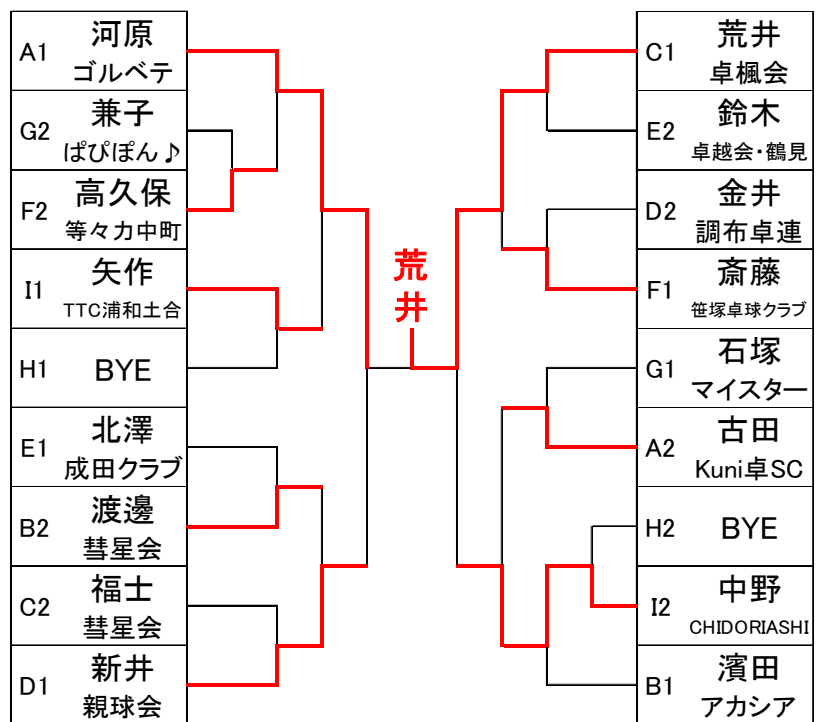 A1 河原
ゴルベテ
G2 兼子
ぱぴぽん♪
F2 高久保
等々力中町
I1 矢作
TTC浦和土合
H1 BYE
E1 北澤
成田クラブ
B2 渡邊
彗星会
C2 福士
彗星会
D1 新井
親球会
荒井
C1 荒井
卓楓会
E2 鈴木
卓越会・鶴見
D2 金井
調布卓連
F1 斎藤
笹塚卓球クラブ
G1 石塚
マイスター
A2 古田
Kuni卓SC
H2 BYE
I2 中野
CHIDORIASHI
B1 濱田
アカシア